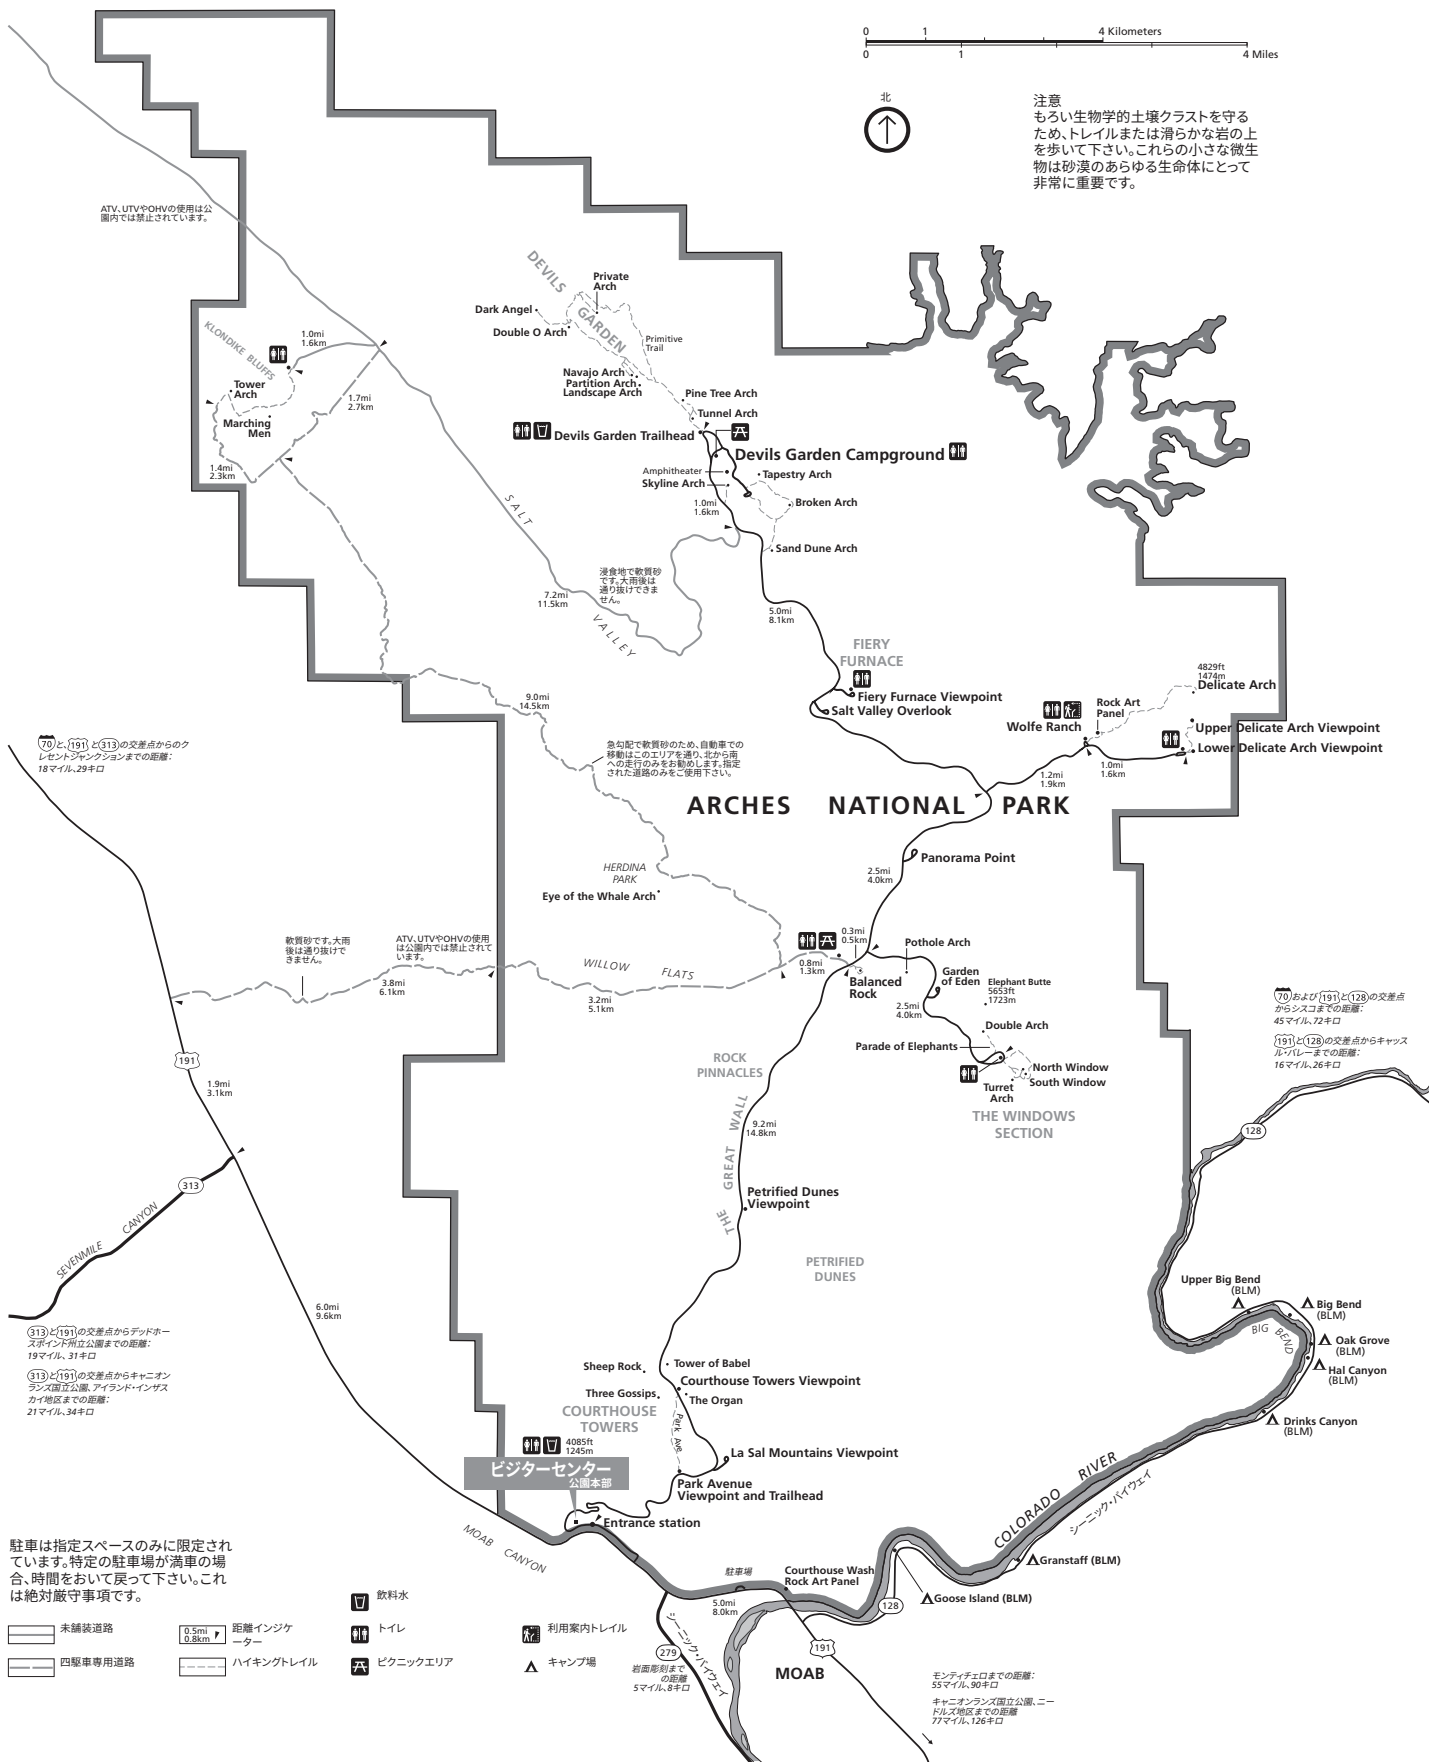 0 1 4 Kilometers
0 1 4 Miles
北
注意
もろい生物学的土壌クラストを守る
ため、トレイルまたは滑らかな岩の上
を歩いて下さい。これらの小さな微生
物は砂漠のあらゆる生命体にとって
非常に重要です。
ATV、UTVやOHVの使用は公
園内では禁止されています。
DEVILS
GARDEN
Private
Arch
Dark Angel
Double O Arch
Primitive
Trail
KLONDIKE BLUFFS
1.0mi
1.6km
Tower
Arch
Marching
Men
1.7mi
2.7km
1.4mi
2.3km
Navajo Arch
Partition Arch
Landscape Arch
Pine Tree Arch
Tunnel Arch
Devils Garden Trailhead
Devils Garden Campground
Amphitheater
Skyline Arch
Tapestry Arch
Broken Arch
1.0mi
1.6km
Sand Dune Arch
SALT
VALLEY
浸食地で軟質砂
です。大雨後は
通り抜けできま
せん。
7.2mi
11.5km
5.0mi
8.1km
FIERY
FURNACE
Fiery Furnace Viewpoint
Salt Valley Overlook
4829ft
1474m
Delicate Arch
Rock Art
Panel
Wolfe Ranch
Upper Delicate Arch Viewpoint
Lower Delicate Arch Viewpoint
1.0mi
1.6km
1.2mi
1.9km
9.0mi
14.5km
70と、191と313の交差点からのク
レセントジャンクションまでの距離:
18マイル、29キロ
急勾配で軟質砂のため、自動車での
移動はこのエリアを通り、北から南
への走行のみをお勧めします。指定
された道路のみをご使用下さい。
ARCHES NATIONAL PARK
Panorama Point
2.5mi
4.0km
HERDINA
PARK
Eye of the Whale Arch
軟質砂です。大雨
後は通り抜けで
きません。
ATV、UTVやOHVの使用
は公園内では禁止されて
います。
3.8mi
6.1km
WILLOW FLATS
3.2mi
5.1km
0.3mi
0.5km
0.8mi
1.3km
Balanced
Rock
Pothole Arch
Garden
of Eden
Elephant Butte
5653ft
1723m
2.5mi
4.0km
Double Arch
Parade of Elephants
North Window
South Window
Turret
Arch
THE WINDOWS
SECTION
70および191と128の交差点
からシスコまでの距離:
45マイル、72キロ
191と128の交差点からキャッス
ル・バレーまでの距離:
16マイル、26キロ
191
1.9mi
3.1km
ROCK
PINNACLES
THE GREAT WALL
9.2mi
14.8km
128
313
SEVENMILE CANYON
Petrified Dunes
Viewpoint
PETRIFIED
DUNES
6.0mi
9.6km
313と191の交差点からデッドホー
スポイント州立公園までの距離:
19マイル、31キロ
313と191の交差点からキャニオン
ランズ国立公園、アイランド・インザス
カイ地区までの距離:
21マイル、34キロ
Upper Big Bend
(BLM)
Big Bend
(BLM)
BIG BEND
Oak Grove
(BLM)
Hal Canyon
(BLM)
Drinks Canyon
(BLM)
Sheep Rock
Tower of Babel
Courthouse Towers Viewpoint
Three Gossips
The Organ
COURTHOUSE
TOWERS
Park Ave
4085ft
1245m
ビジターセンター
公園本部
La Sal Mountains Viewpoint
Park Avenue
Viewpoint and Trailhead
Entrance station
MOAB CANYON
COLORADO RIVER
シーニック・バイウェイ
Granstaff (BLM)
Goose Island (BLM)
128
駐車場
Courthouse Wash
Rock Art Panel
5.0mi
8.0km
191
279
シーニック・バイウェイ
岩面彫刻まで
の距離
5マイル、8キロ
MOAB
モンティチェロまでの距離:
55マイル、90キロ
キャニオンランズ国立公園、ニー
ドルズ地区までの距離
77マイル、126キロ
駐車は指定スペースのみに限定され
ています。特定の駐車場が満車の場
合、時間をおいて戻って下さい。これ
は絶対厳守事項です。
未舗装道路
四駆車専用道路
0.5mi
0.8km
距離インジケ
ーター
ハイキングトレイル
飲料水
トイレ
ピクニックエリア
利用案内トレイル
キャンプ場